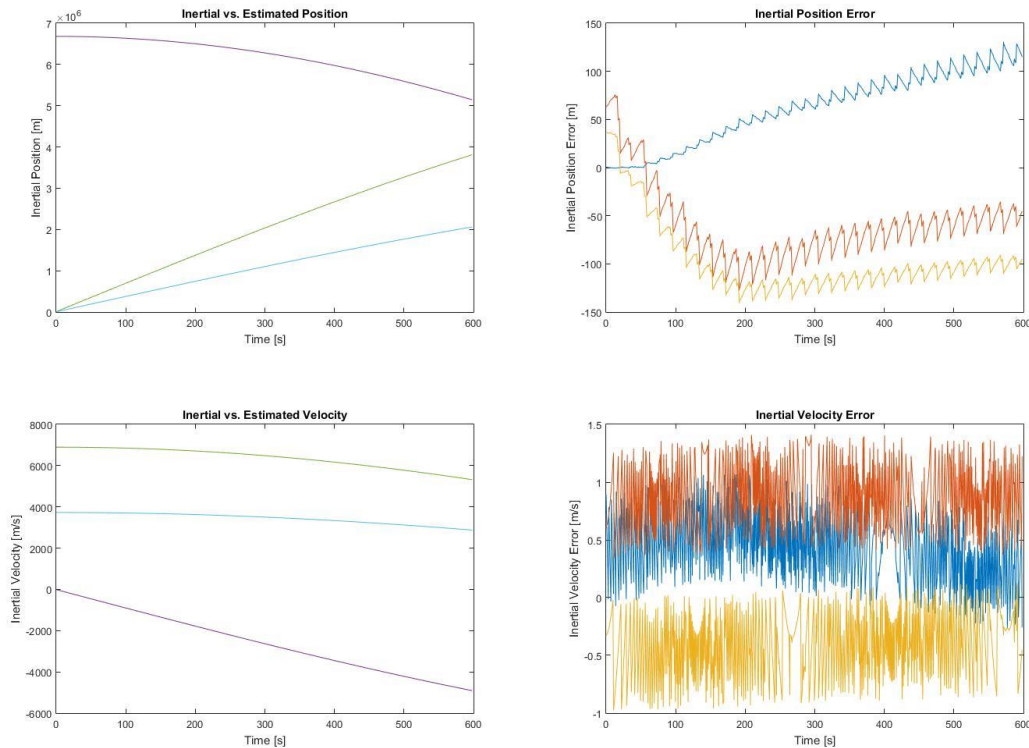 Inertial vs. Estimated Position
×10⁶
7
6
5
4
3
2
1
0
Inertial Position [m]
0 100 200 300 400 500 600
Time [s]
Inertial Position Error
150
100
50
0
-50
-100
-150
Inertial Position Error [m]
0 100 200 300 400 500 600
Time [s]
Inertial vs. Estimated Velocity
8000
6000
4000
2000
0
-2000
-4000
-6000
Inertial Velocity [m/s]
0 100 200 300 400 500 600
Time [s]
Inertial Velocity Error
1.5
1
0.5
0
-0.5
-1
Inertial Velocity Error [m/s]
0 100 200 300 400 500 600
Time [s]